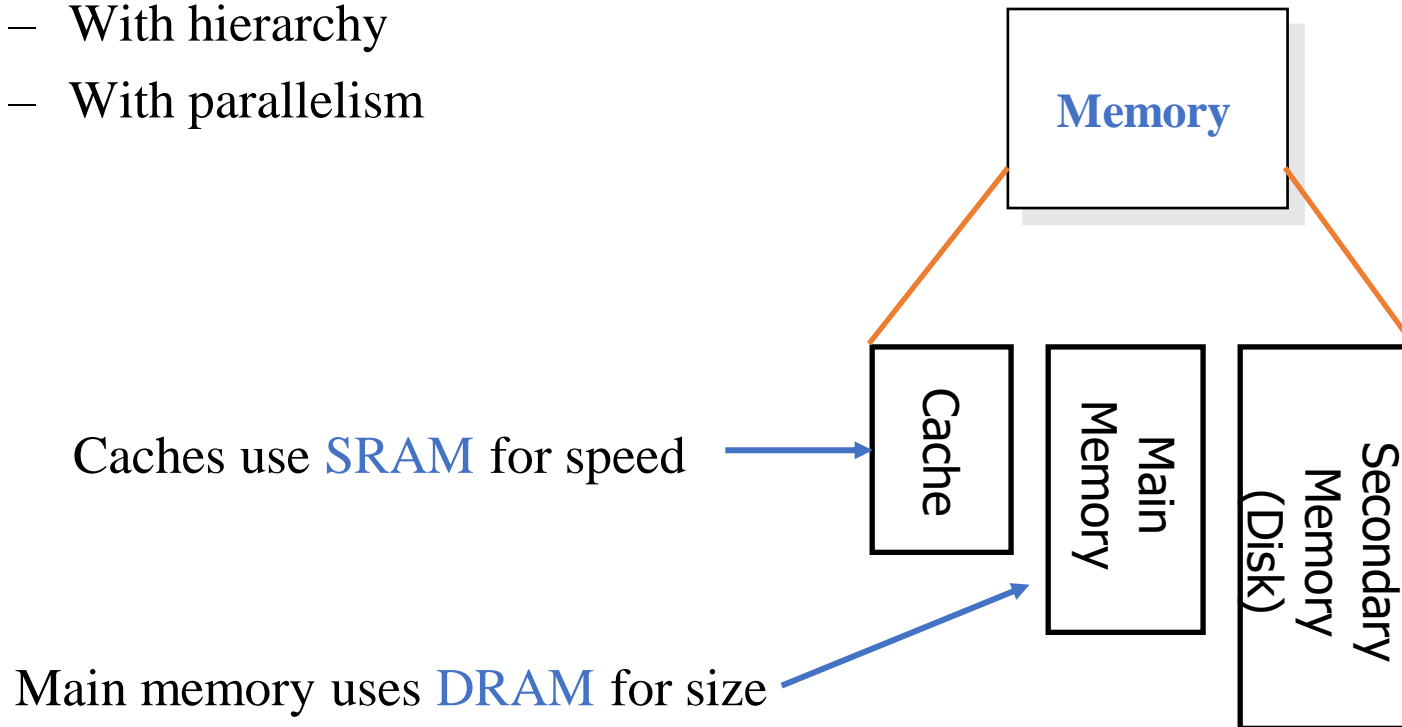 – With hierarchy
– With parallelism
Memory
Caches use SRAM for speed
Main memory uses DRAM for size
Cache
Main
Memory
Secondary
Memory
(Disk)